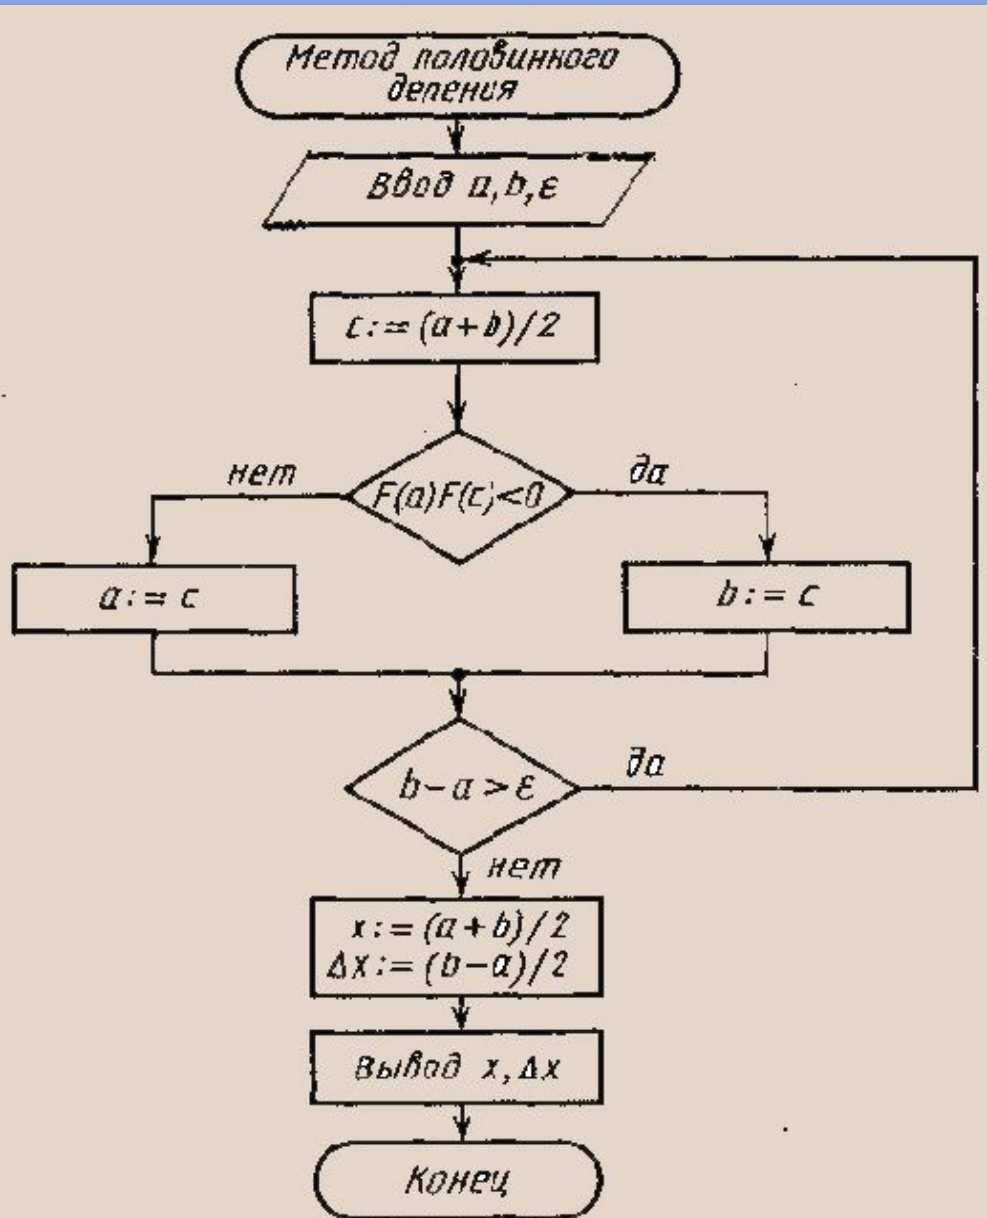 Метод половинного
деления
Ввод a, b, ε
c:=(a+b)/2
F(a)F(c)<0
нет
да
a:=c
b:=c
b-a>ε
да
нет
x:=(a+b)/2
Δx:=(b-a)/2
Вывод x, Δx
Конец